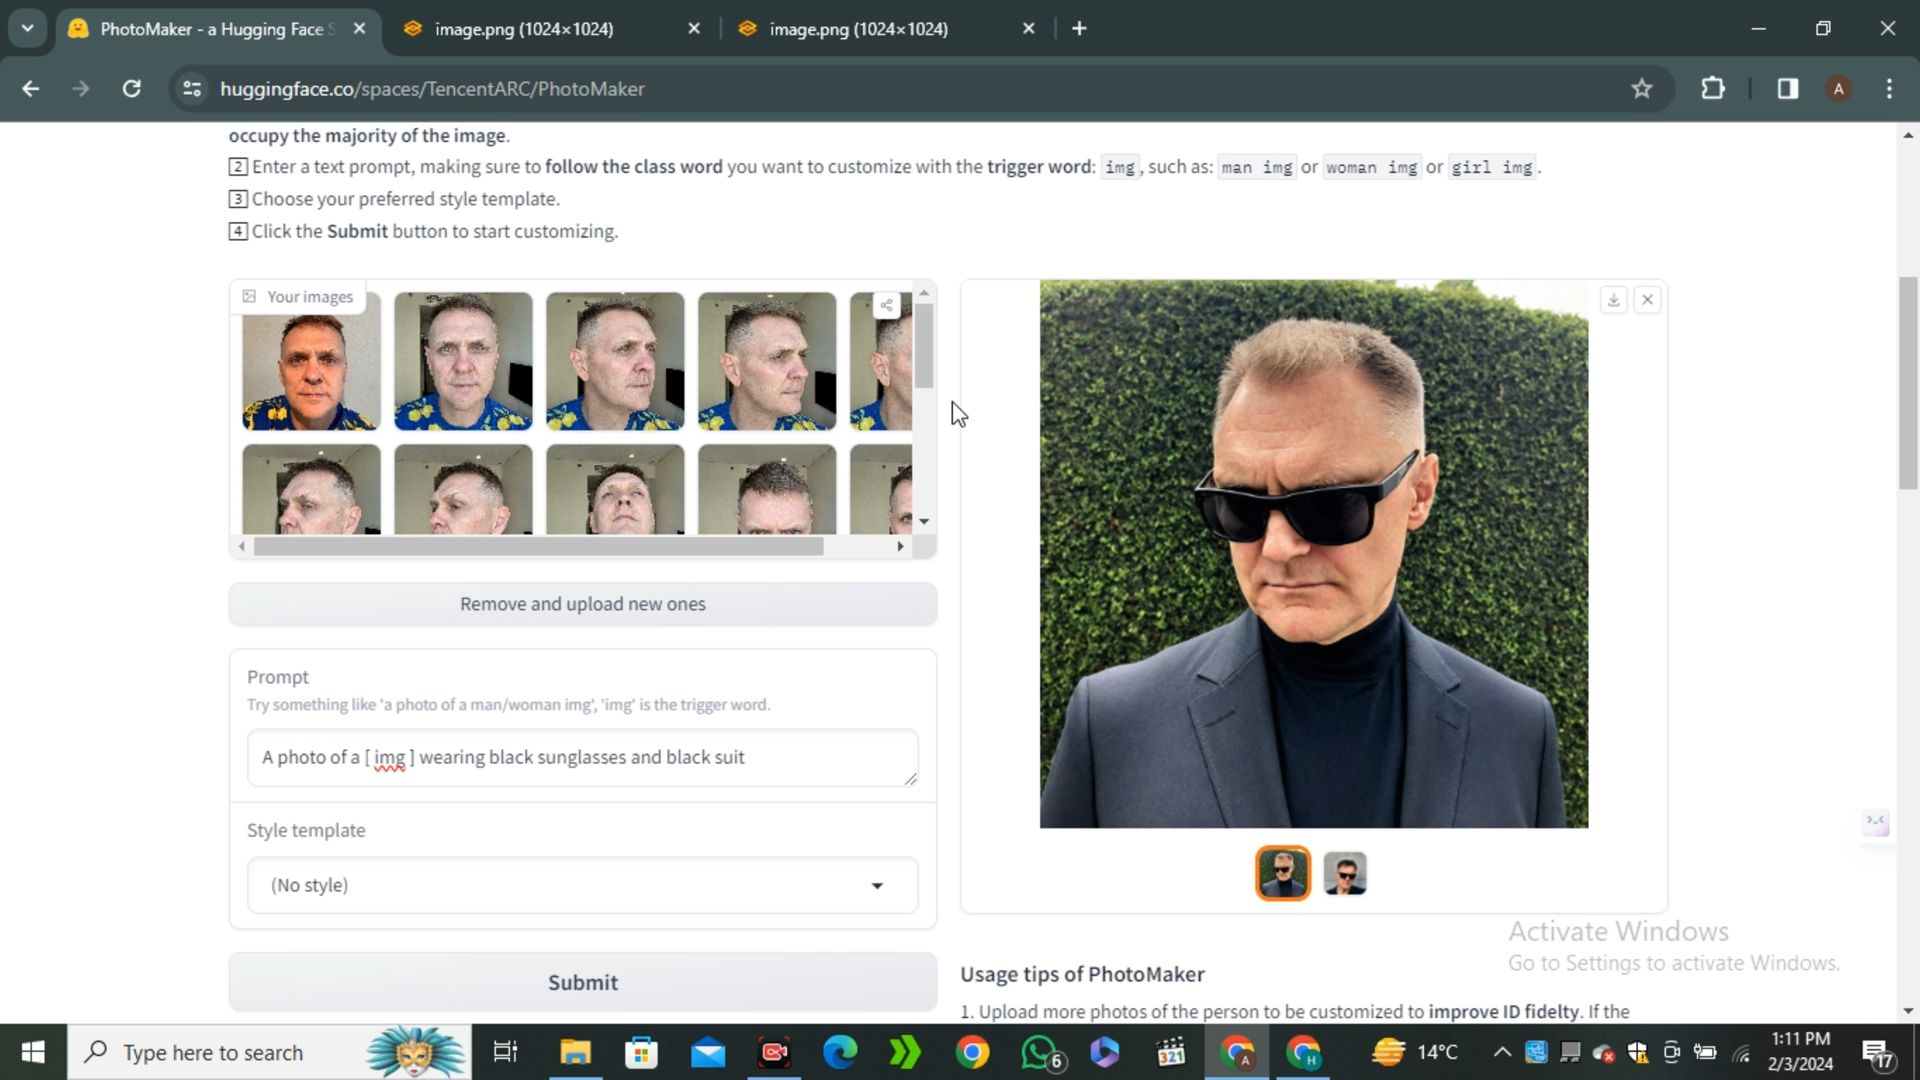 PhotoMaker - a Hugging Face S
image.png (1024×1024)
image.png (1024×1024)
huggingface.co/spaces/TencentARC/PhotoMaker
A
occupy the majority of the image.
2 Enter a text prompt, making sure to follow the class word you want to customize with the trigger word: img, such as: man img or woman img or girl img.
3 Choose your preferred style template.
4 Click the Submit button to start customizing.
Your images
Remove and upload new ones
Prompt
Try something like 'a photo of a man/woman img', 'img' is the trigger word.
A photo of a [ img ] wearing black sunglasses and black suit
Style template
(No style)
Submit
Activate Windows
Go to Settings to activate Windows.
Usage tips of PhotoMaker
1. Upload more photos of the person to be customized to improve ID fidelty. If the
Type here to search
6
321
A
H
14°C
1:11 PM
2/3/2024
17